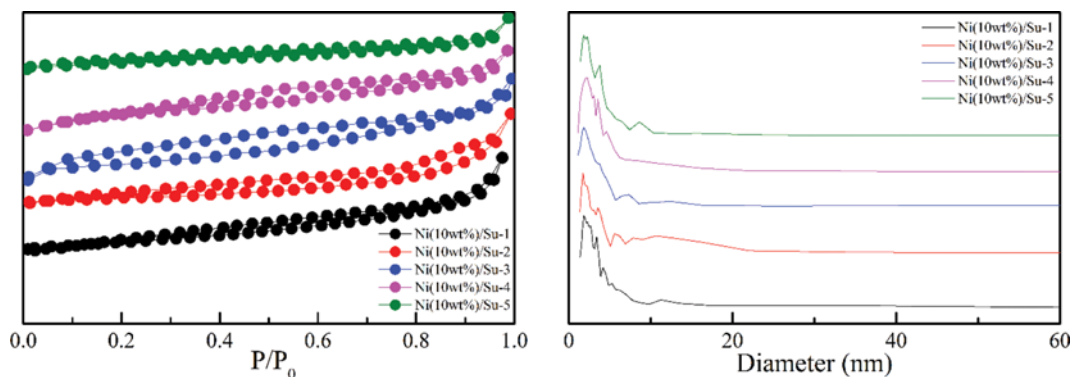 Ni(10wt%)/Su-1
Ni(10wt%)/Su-2
Ni(10wt%)/Su-3
Ni(10wt%)/Su-4
Ni(10wt%)/Su-5
0.0 0.2 0.4 0.6 0.8 1.0
P/P₀
Ni(10wt%)/Su-1
Ni(10wt%)/Su-2
Ni(10wt%)/Su-3
Ni(10wt%)/Su-4
Ni(10wt%)/Su-5
0 20 40 60
Diameter (nm)